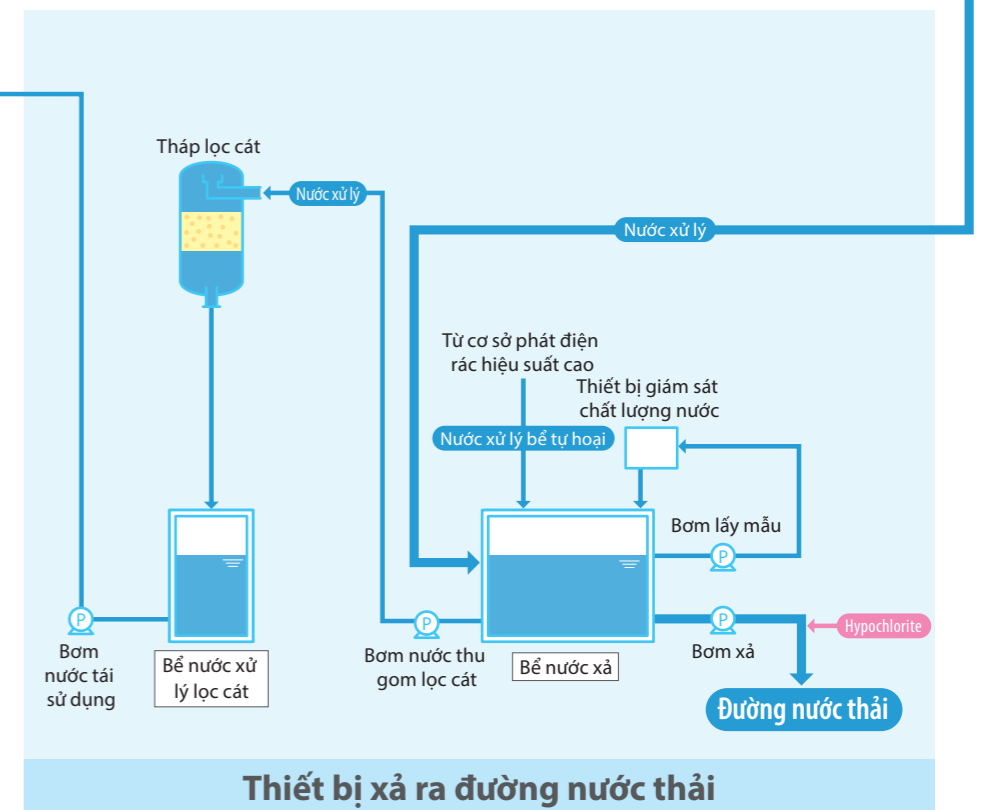 Tháp lọc cát
Nước xử lý
Nước xử lý
Từ cơ sở phát điện
rác hiệu suất cao
Thiết bị giám sát
chất lượng nước
Nước xử lý bể tự hoại
Bơm lấy mẫu
P
P
P
P
Hypochlorite
Bơm
nước tái
sử dụng
Bể nước xử
lý lọc cát
Bơm nước thu
gom lọc cát
Bể nước xả
Bơm xả
Đường nước thải
Thiết bị xả ra đường nước thải